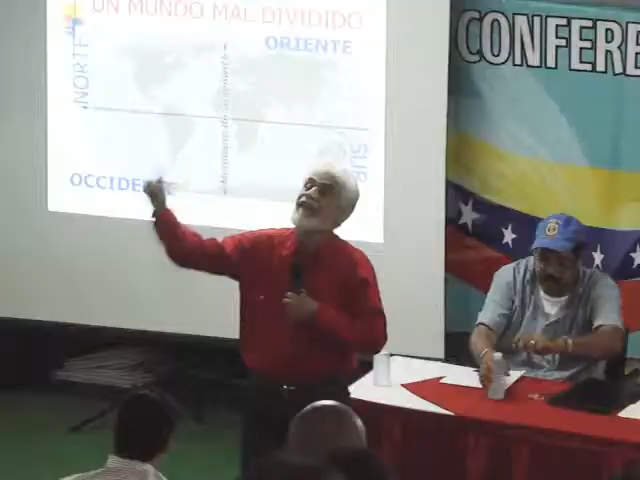 UN MUNDO MAL DIVIDIDO
ORIENTE
NORTE
SUR
OCCIDE
CONFERE